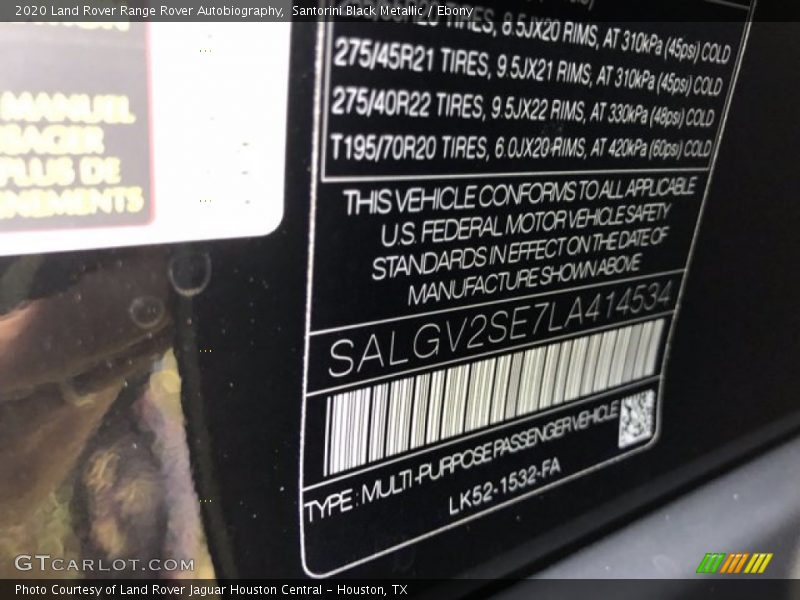 2020 Land Rover Range Rover Autobiography, Santorini Black Metallic / Ebony
TIRES, 8.5JX20 RIMS, AT 310kPa (45psi) COLD
275/45R21 TIRES, 9.5JX21 RIMS, AT 310kPa (45psi) COLD
275/40R22 TIRES, 9.5JX22 RIMS, AT 330kPa (48psi) COLD
T195/70R20 TIRES, 6.0JX20 RIMS, AT 420kPa (60psi) COLD
MANUEL
PLUS DE
THIS VEHICLE CONFORMS TO ALL APPLICABLE
U.S. FEDERAL MOTOR VEHICLE SAFETY
STANDARDS IN EFFECT ON THE DATE OF
MANUFACTURE SHOWN ABOVE
SALGV2SE7LA414534
TYPE : MULTI-PURPOSE PASSENGER VEHICLE
LK52-1532-FA
GTCARLOT.COM
Photo Courtesy of Land Rover Jaguar Houston Central - Houston, TX